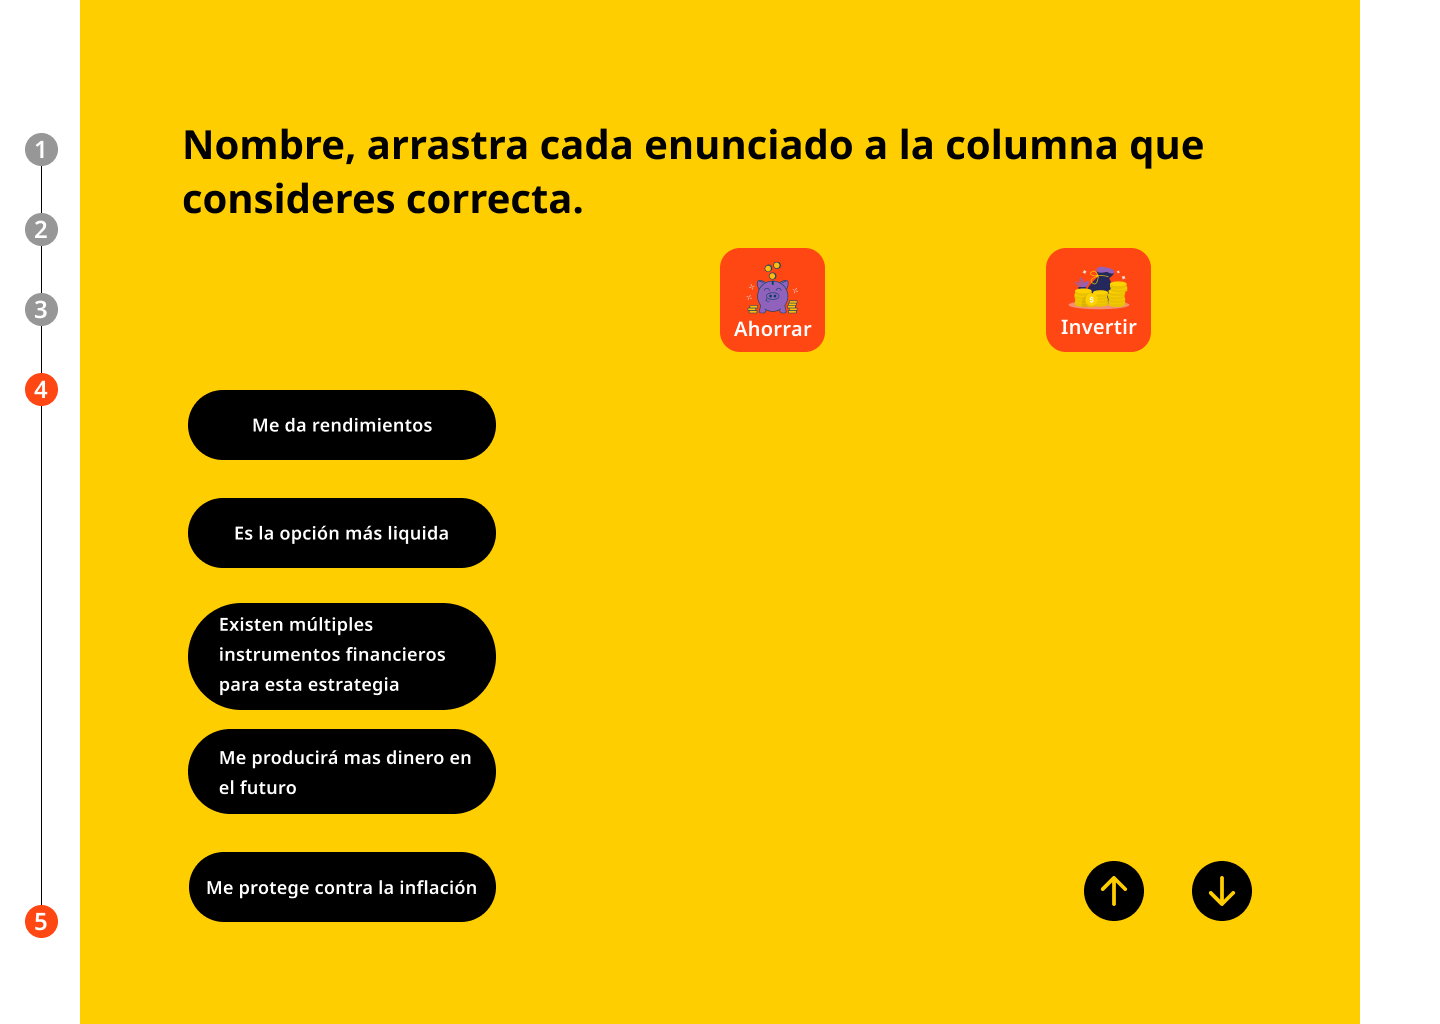 Nombre, arrastra cada enunciado a la columna que
consideres correcta.
1
2
3
4
5
Ahorrar
Invertir
Me da rendimientos
Es la opción más liquida
Existen múltiples
instrumentos financieros
para esta estrategia
Me producirá mas dinero en
el futuro
Me protege contra la inflación